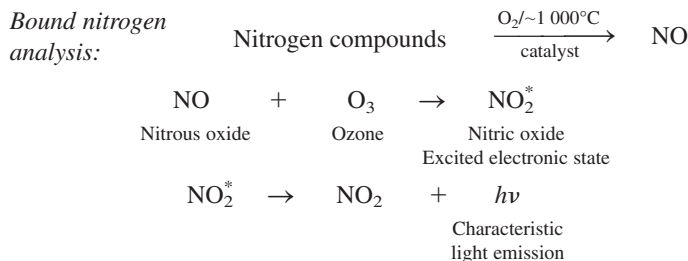 Bound nitrogen analysis: Nitrogen compounds O₂/~1 000°C catalyst → NO
NO + O₃ → NO₂*
Nitrous oxide Ozone Nitric oxide
Excited electronic state
NO₂* → NO₂ + hν
Characteristic
light emission